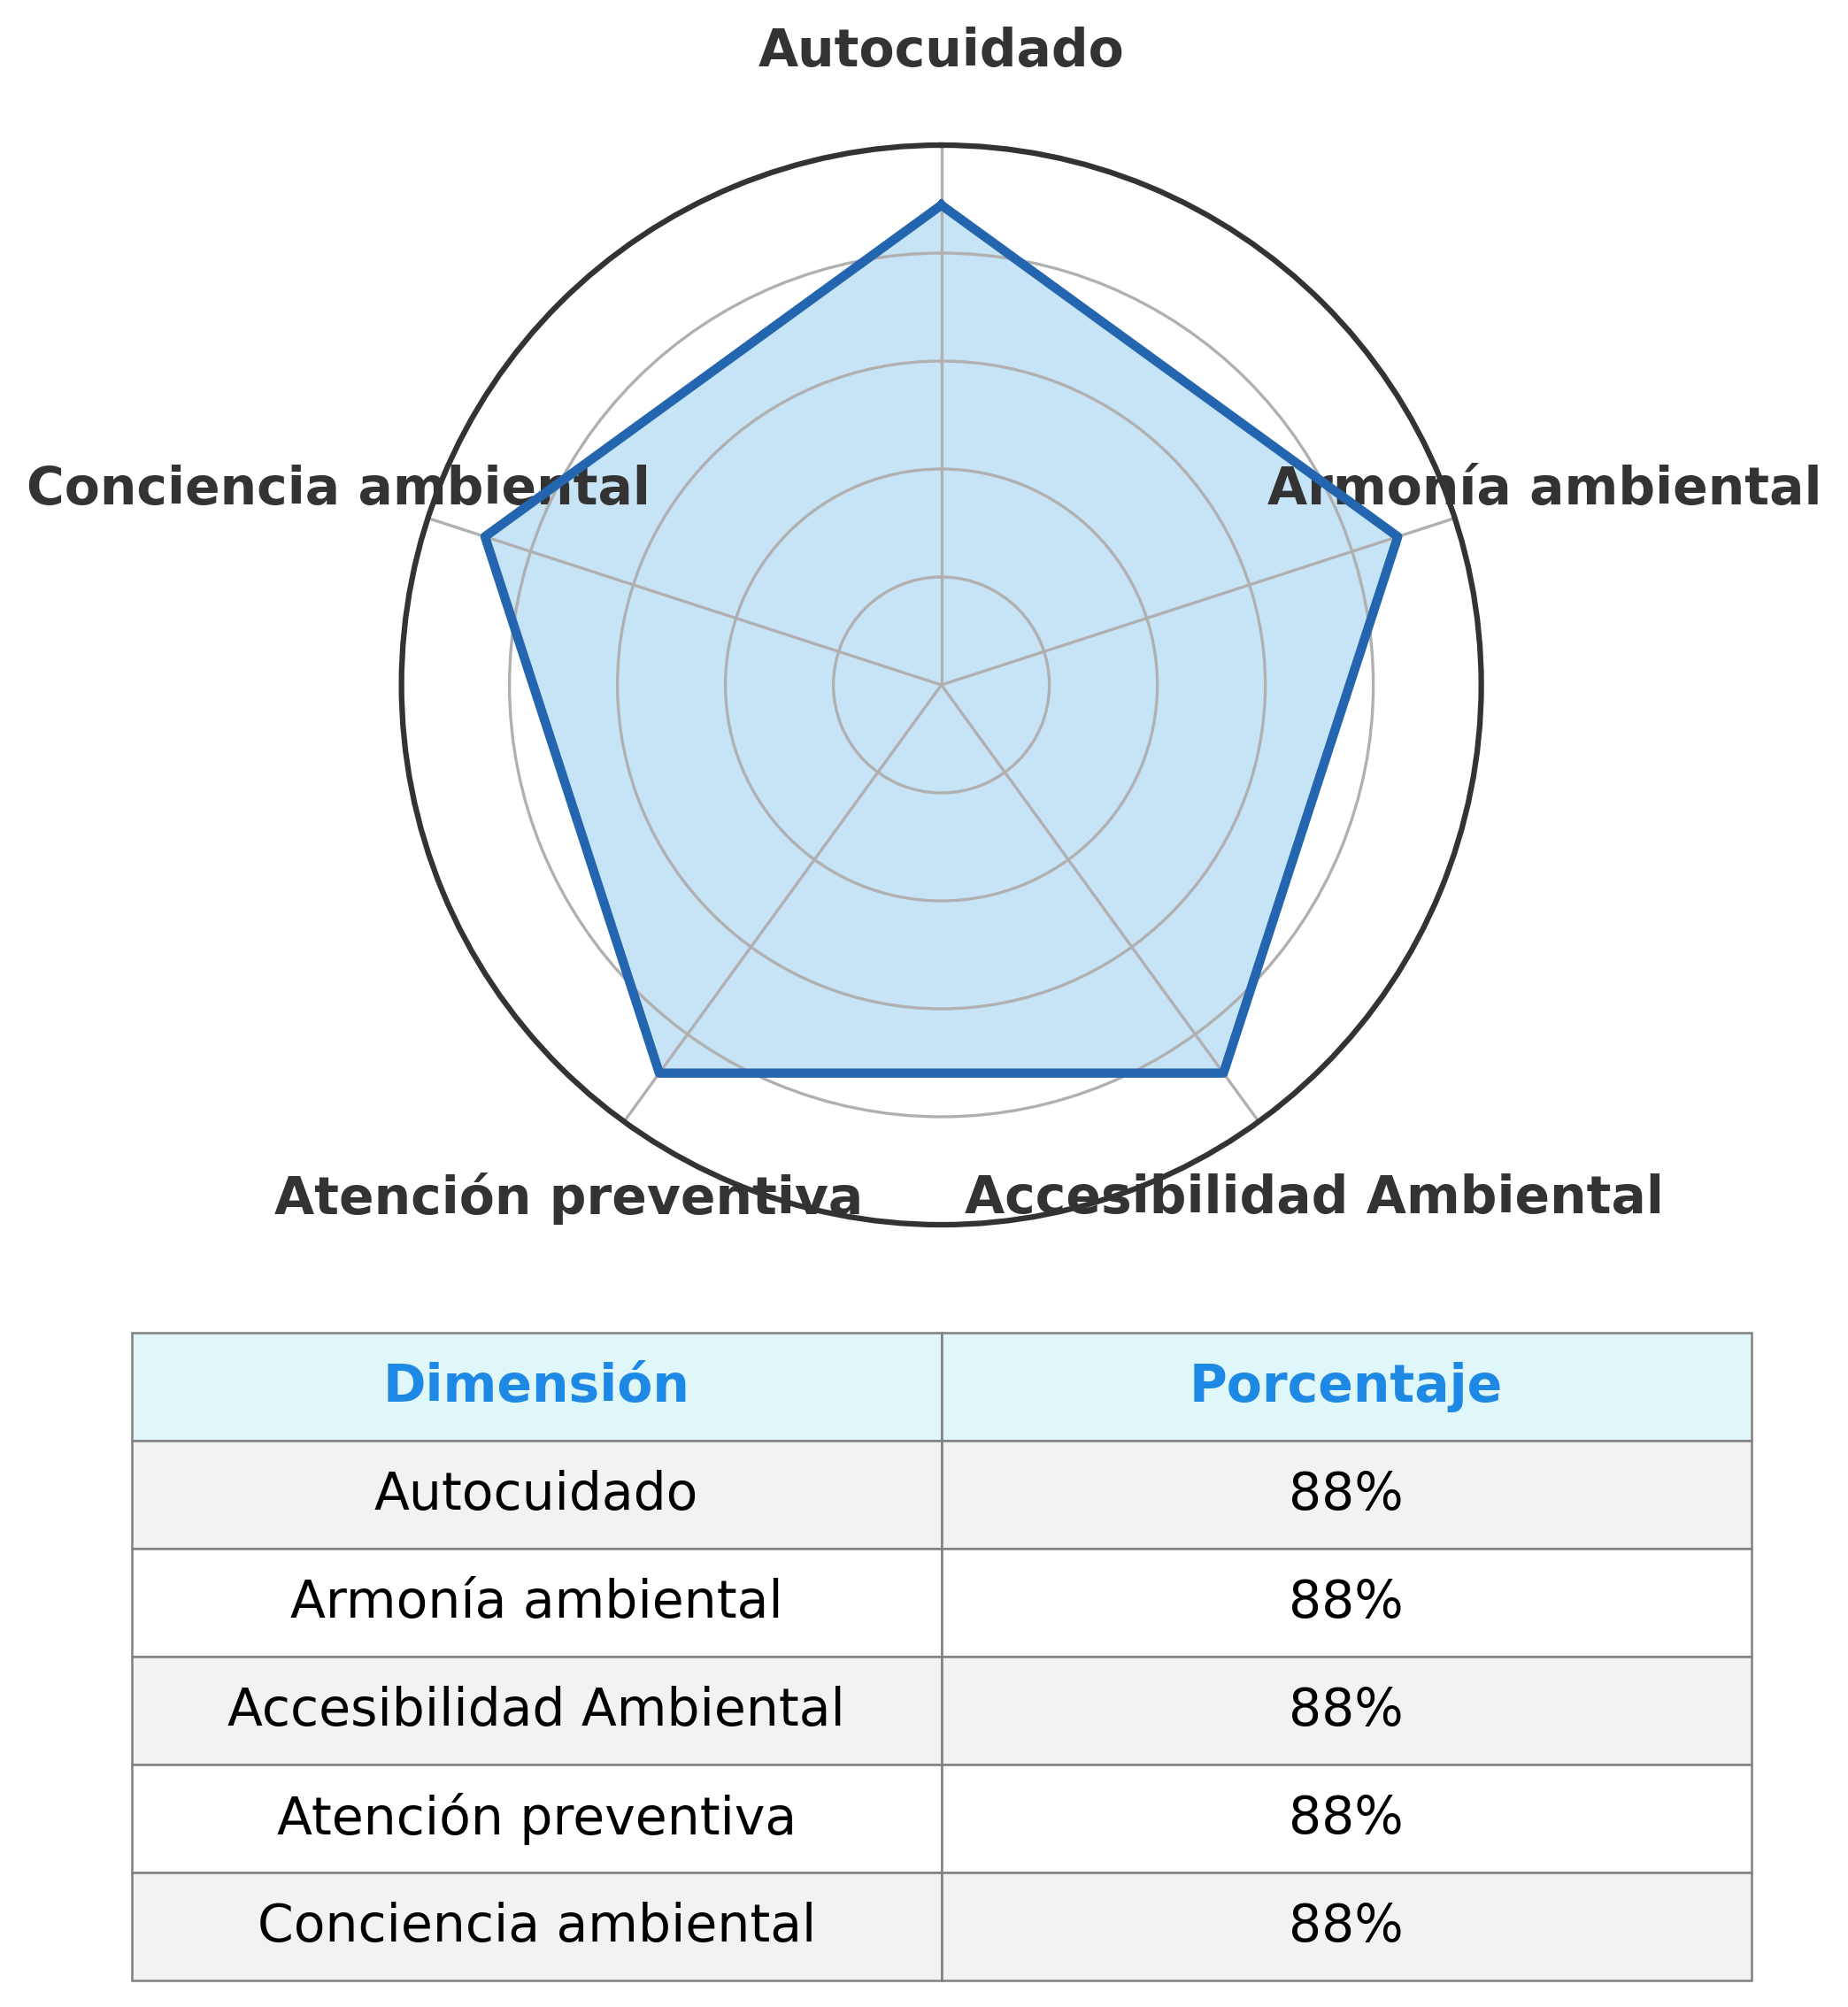 Autocuidado
Conciencia ambiental
Armonía ambiental
Atención preventiva
Accesibilidad Ambiental
Dimensión Porcentaje
Autocuidado 88%
Armonía ambiental 88%
Accesibilidad Ambiental 88%
Atención preventiva 88%
Conciencia ambiental 88%